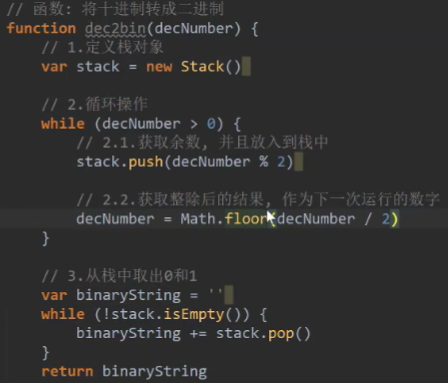 // 函数: 将十进制转成二进制
function dec2bin(decNumber) {
// 1.定义栈对象
var stack = new Stack()
// 2.循环操作
while (decNumber > 0) {
// 2.1.获取余数, 并且放入到栈中
stack.push(decNumber % 2)
// 2.2.获取整除后的结果, 作为下一次运行的数字
decNumber = Math.floor(decNumber / 2)
}
// 3.从栈中取出0和1
var binaryString = ''
while (!stack.isEmpty()) {
binaryString += stack.pop()
}
return binaryString